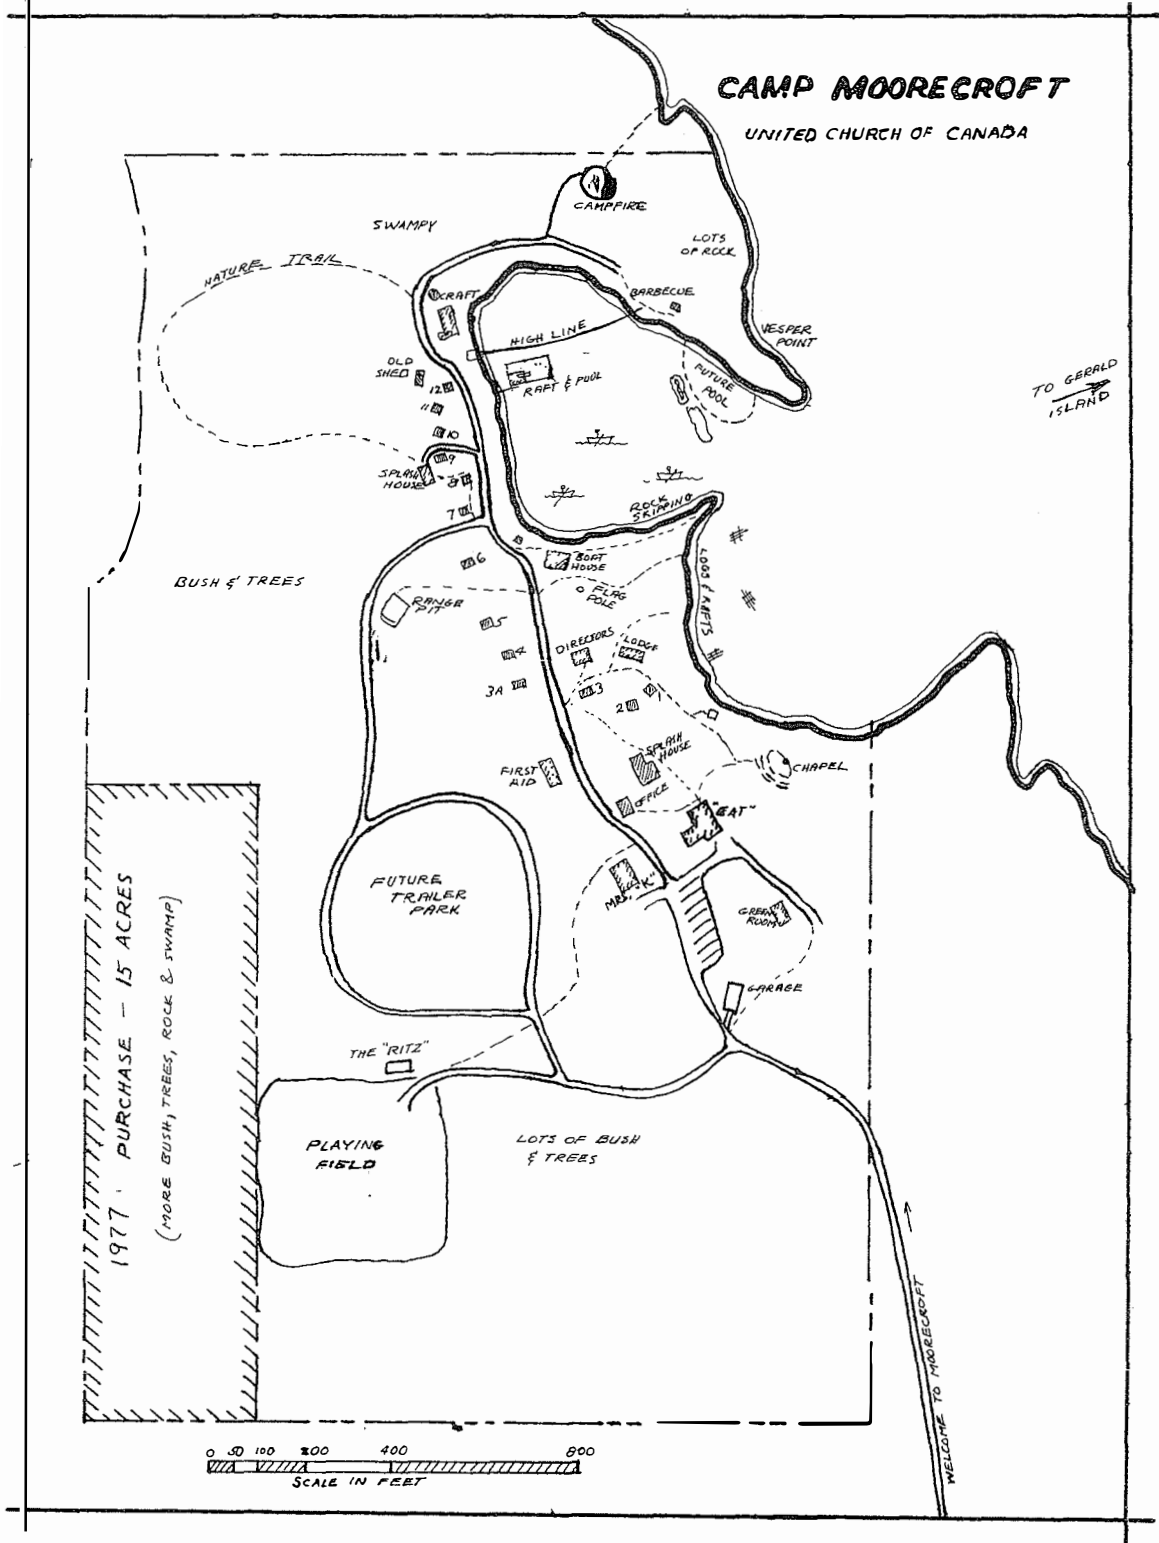 CAMP MOORECROFT
UNITED CHURCH OF CANADA
CAMPFIRE
SWAMPY
LOTS
OF ROCK
NATURE TRAIL
CRAFT
BARBECUE
HIGH LINE
VESPER
POINT
OLD
SHED
RAFT & POOL
FUTURE
POOL
TO GERALD
ISLAND
12
11
10
9
SPLASH
HOUSE
8
7
ROCK
SKIPPING
6
BOAT
HOUSE
LOGS & RAFTS
BUSH & TREES
RANGE
PIT
FLAG
POLE
5
DIRECTORS
LODGE
4
3A
3
2
1
SPLASH
HOUSE
FIRST
AID
CHAPEL
OFFICE
"EAT"
FUTURE
TRAILER
PARK
MRS. "K"
GREEN
ROOM
GARAGE
1977 PURCHASE - 15 ACRES
(MORE BUSH, TREES, ROCK & SWAMP)
THE "RITZ"
PLAYING
FIELD
LOTS OF BUSH
& TREES
WELCOME TO MOORECROFT
0 50 100 200 400 800
SCALE IN FEET